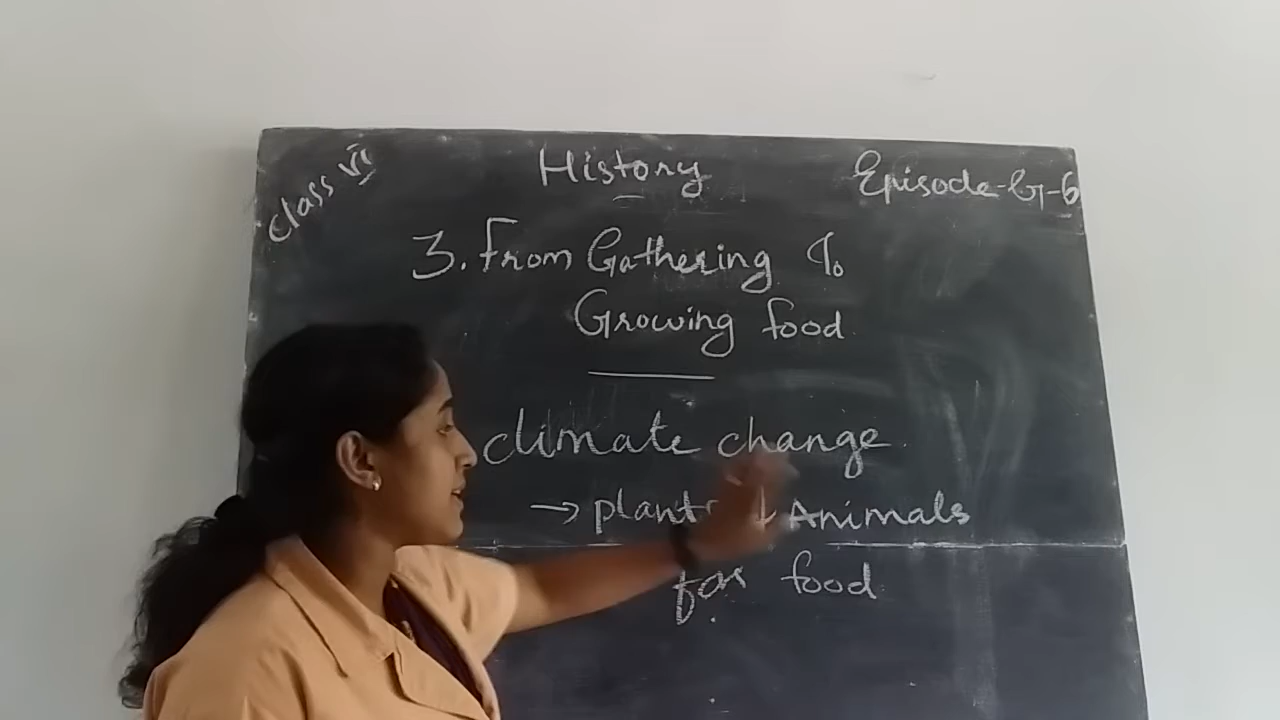 Class VI
History
Episode-6
3. From Gathering to
Growing food
climate change
→ plants Animals
for food